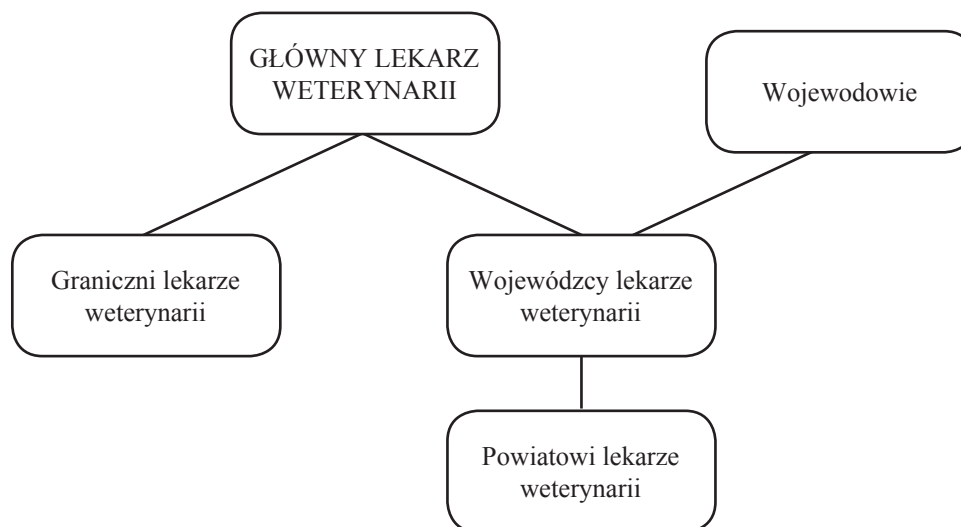 GŁÓWNY LEKARZ
WETERYNARII
Wojewodowie
Graniczni lekarze
weterynarii
Wojewódzcy lekarze
weterynarii
Powiatowi lekarze
weterynarii